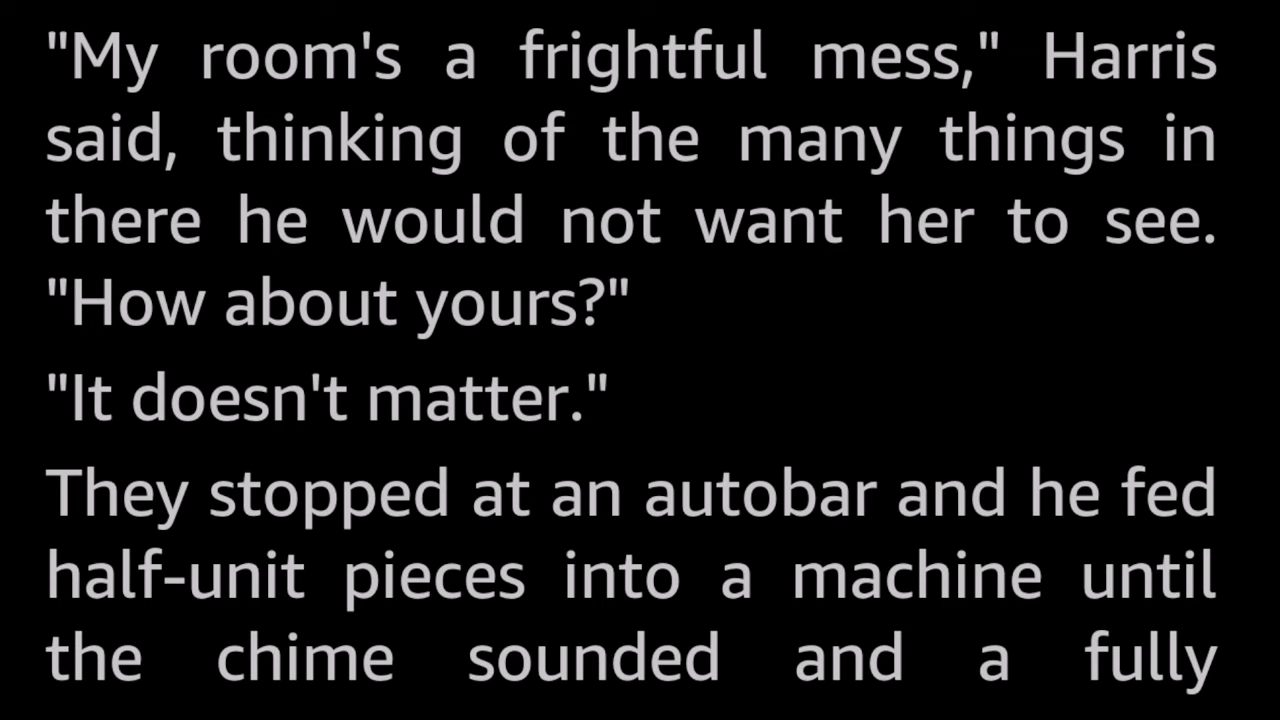 "My room's a frightful mess," Harris
said, thinking of the many things in
there he would not want her to see.
"How about yours?"
"It doesn't matter."
They stopped at an autobar and he fed
half-unit pieces into a machine until
the chime sounded and a fully